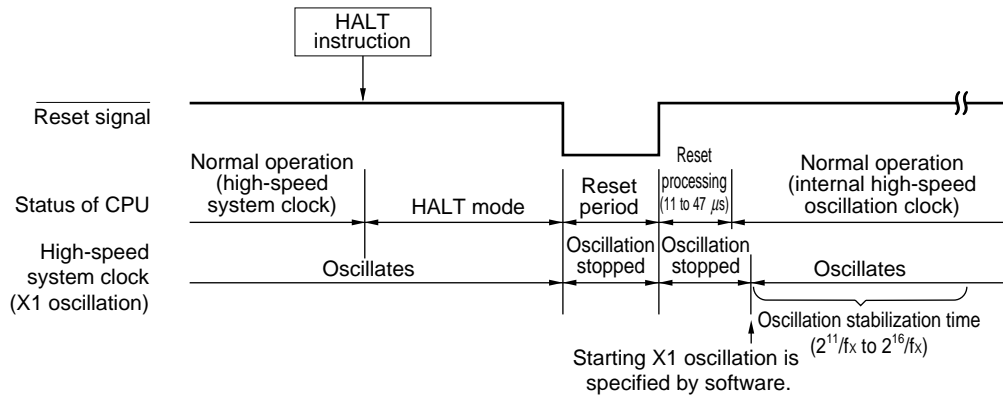 HALT
instruction
Reset signal
Normal operation
(high-speed
system clock)
HALT mode
Reset
period
Reset
processing
(11 to 47 μs)
Normal operation
(internal high-speed
oscillation clock)
Status of CPU
High-speed
system clock
(X1 oscillation)
Oscillates
Oscillation
stopped
Oscillation
stopped
Oscillates
Oscillation stabilization time
(2¹¹/fx to 2¹⁶/fx)
Starting X1 oscillation is
specified by software.